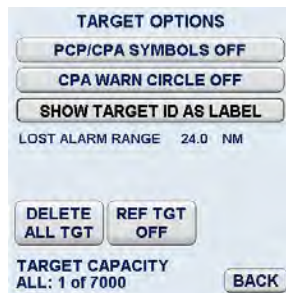 TARGET OPTIONS
PCP/CPA SYMBOLS OFF
CPA WARN CIRCLE OFF
SHOW TARGET ID AS LABEL
LOST ALARM RANGE 24.0 NM
DELETE ALL TGT
REF TGT OFF
TARGET CAPACITY
ALL: 1 of 7000
BACK